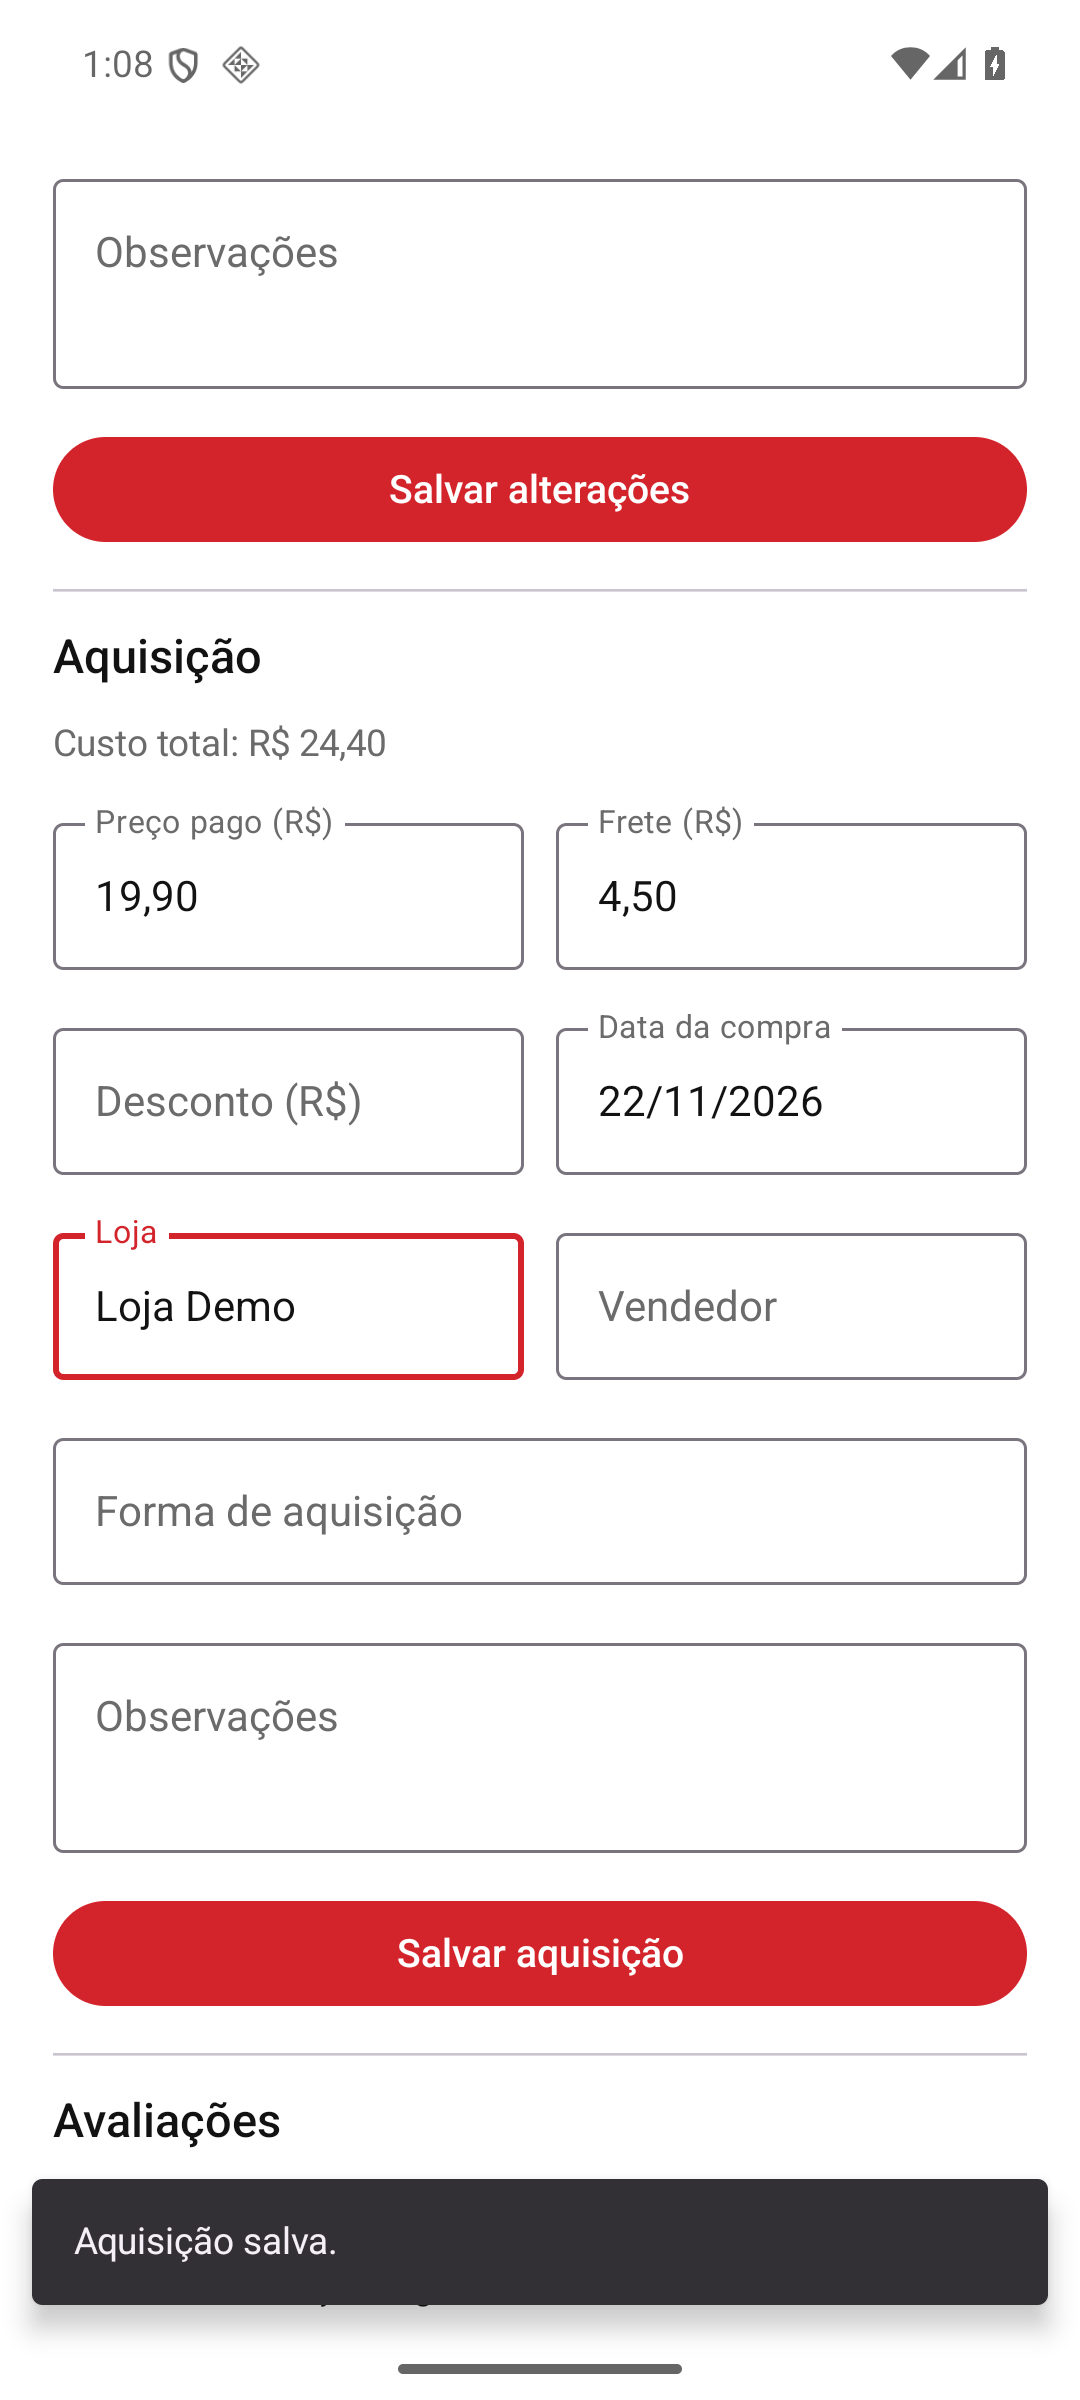 1:08
Observações
Salvar alterações
Aquisição
Custo total: R$ 24,40
Preço pago (R$)
Frete (R$)
19,90
4,50
Data da compra
Desconto (R$)
22/11/2026
Loja
Loja Demo
Vendedor
Forma de aquisição
Observações
Salvar aquisição
Avaliações
Aquisição salva.